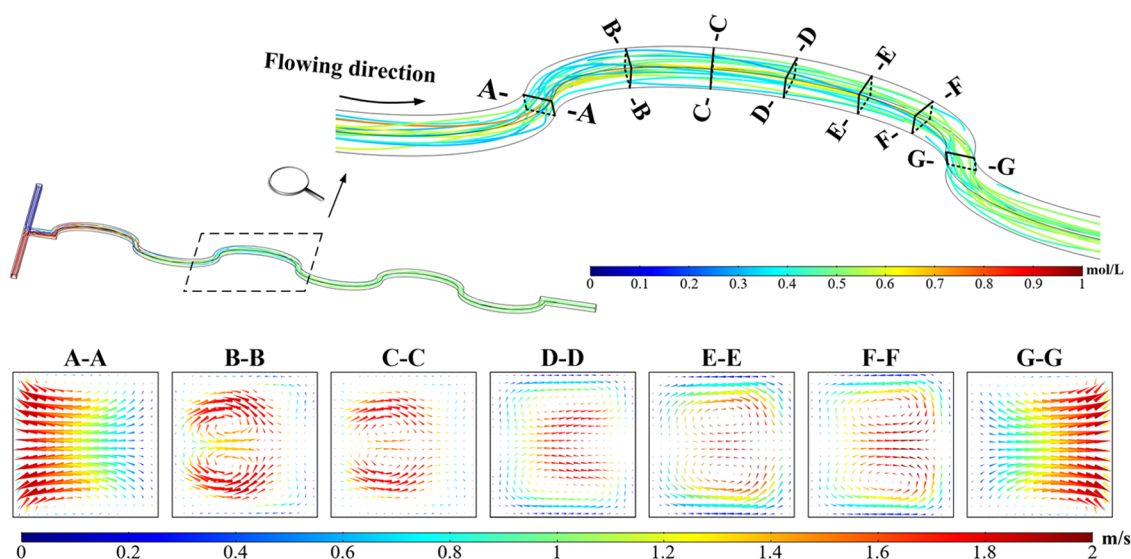 Flowing direction
A-
-A
B-
-B
-C
C-
-D
D-
-E
E-
-F
F-
G-
-G
mol/L
0 0.1 0.2 0.3 0.4 0.5 0.6 0.7 0.8 0.9 1
A-A B-B C-C D-D E-E F-F G-G
m/s
0 0.2 0.4 0.6 0.8 1 1.2 1.4 1.6 1.8 2